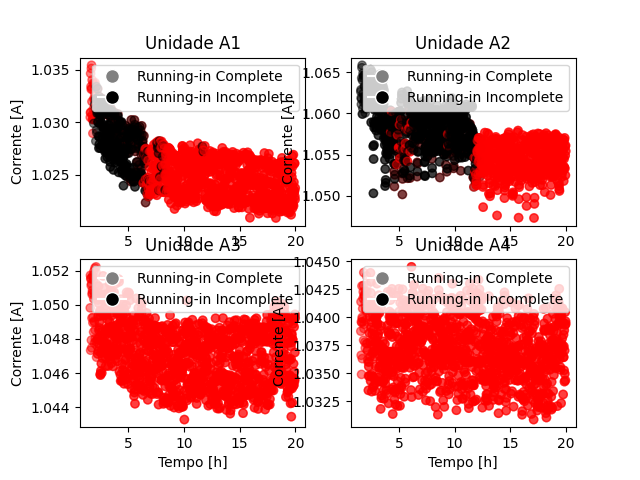 Unidade A1
Unidade A2
1.035
1.030
1.025
Corrente [A]
Running-in Complete
Running-in Incomplete
5
10
15
20
1.065
1.060
1.055
1.050
Corrente [A]
Running-in Complete
Running-in Incomplete
5
10
15
20
Unidade A3
Unidade A4
1.052
1.050
1.048
1.046
1.044
Corrente [A]
Running-in Complete
Running-in Incomplete
5
10
15
20
Tempo [h]
1.0450
1.0425
1.0400
1.0375
1.0350
1.0325
Corrente [A]
Running-in Complete
Running-in Incomplete
5
10
15
20
Tempo [h]